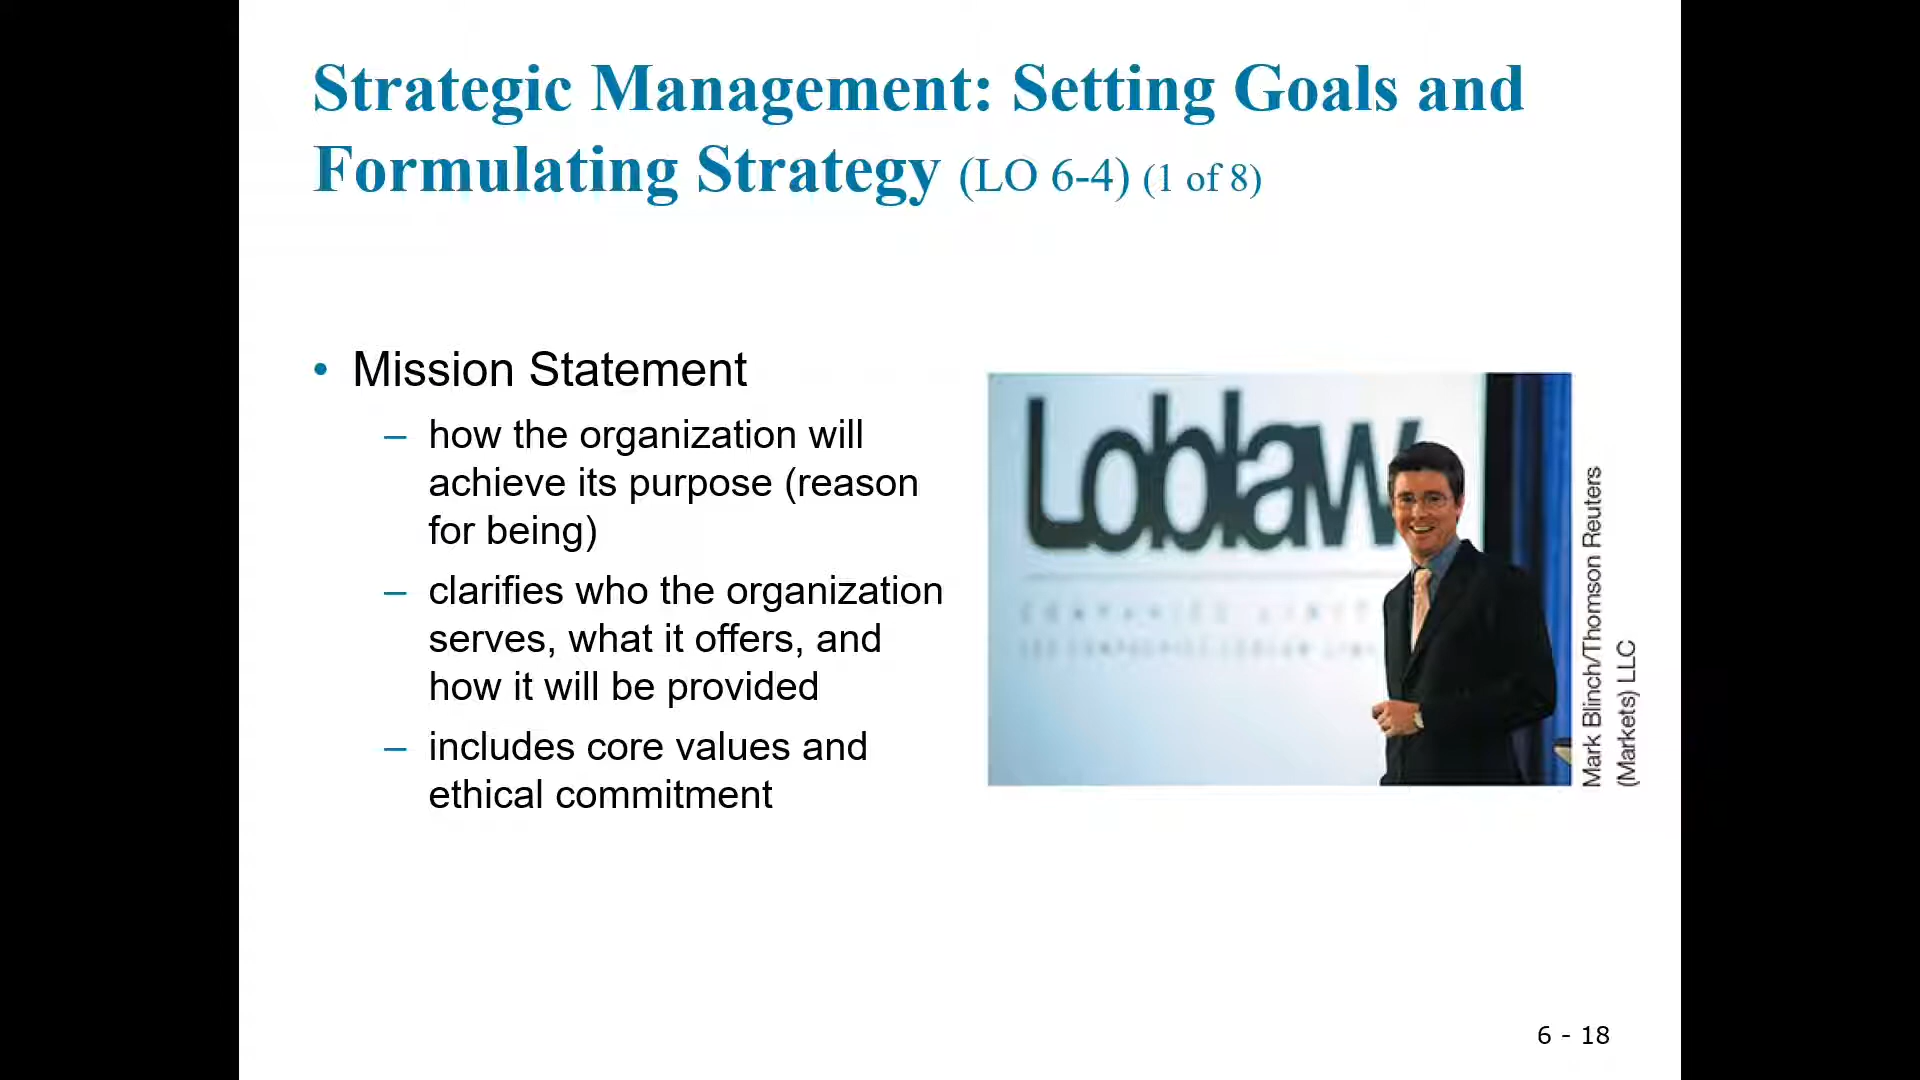 Strategic Management: Setting Goals and
Formulating Strategy (LO 6-4) (1 of 8)
• Mission Statement
– how the organization will
achieve its purpose (reason
for being)
– clarifies who the organization
serves, what it offers, and
how it will be provided
– includes core values and
ethical commitment
Loblaw
Mark Blinch/Thomson Reuters
(Markets) LLC
6 - 18